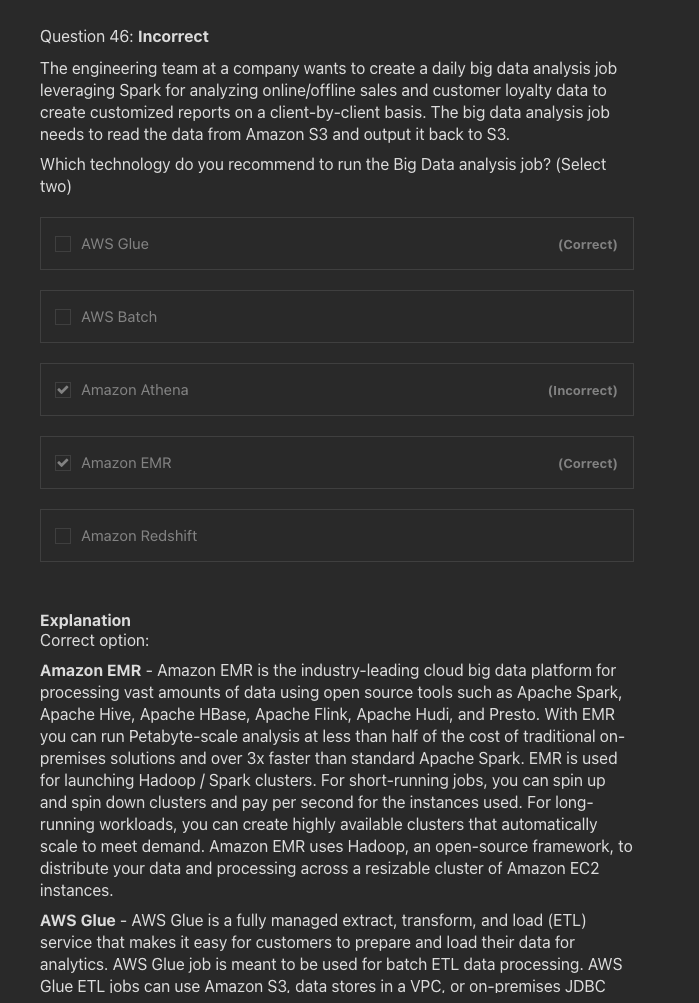 Question 46: Incorrect
The engineering team at a company wants to create a daily big data analysis job
leveraging Spark for analyzing online/offline sales and customer loyalty data to
create customized reports on a client-by-client basis. The big data analysis job
needs to read the data from Amazon S3 and output it back to S3.
Which technology do you recommend to run the Big Data analysis job? (Select
two)
AWS Glue (Correct)
AWS Batch
Amazon Athena (Incorrect)
Amazon EMR (Correct)
Amazon Redshift
Explanation
Correct option:
Amazon EMR - Amazon EMR is the industry-leading cloud big data platform for
processing vast amounts of data using open source tools such as Apache Spark,
Apache Hive, Apache HBase, Apache Flink, Apache Hudi, and Presto. With EMR
you can run Petabyte-scale analysis at less than half of the cost of traditional on-
premises solutions and over 3x faster than standard Apache Spark. EMR is used
for launching Hadoop / Spark clusters. For short-running jobs, you can spin up
and spin down clusters and pay per second for the instances used. For long-
running workloads, you can create highly available clusters that automatically
scale to meet demand. Amazon EMR uses Hadoop, an open-source framework, to
distribute your data and processing across a resizable cluster of Amazon EC2
instances.
AWS Glue - AWS Glue is a fully managed extract, transform, and load (ETL)
service that makes it easy for customers to prepare and load their data for
analytics. AWS Glue job is meant to be used for batch ETL data processing. AWS
Glue ETL jobs can use Amazon S3, data stores in a VPC, or on-premises JDBC